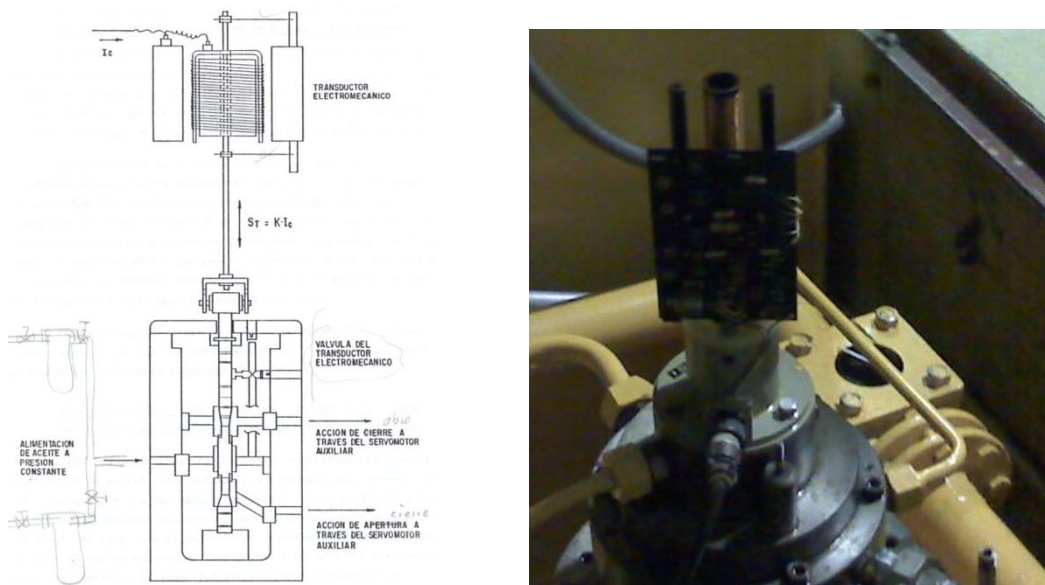 Ic
TRANSDUCTOR
ELECTROMECANICO
ST = K·Ic
VALVULA DEL
TRANSDUCTOR
ELECTROMECANICO
abre
ACCION DE CIERRE A
TRAVES DEL SERVOMOTOR
AUXILIAR
ALIMENTACION
DE ACEITE A
PRESION
CONSTANTE
cierre
ACCION DE APERTURA A
TRAVES DEL SERVOMOTOR
AUXILIAR